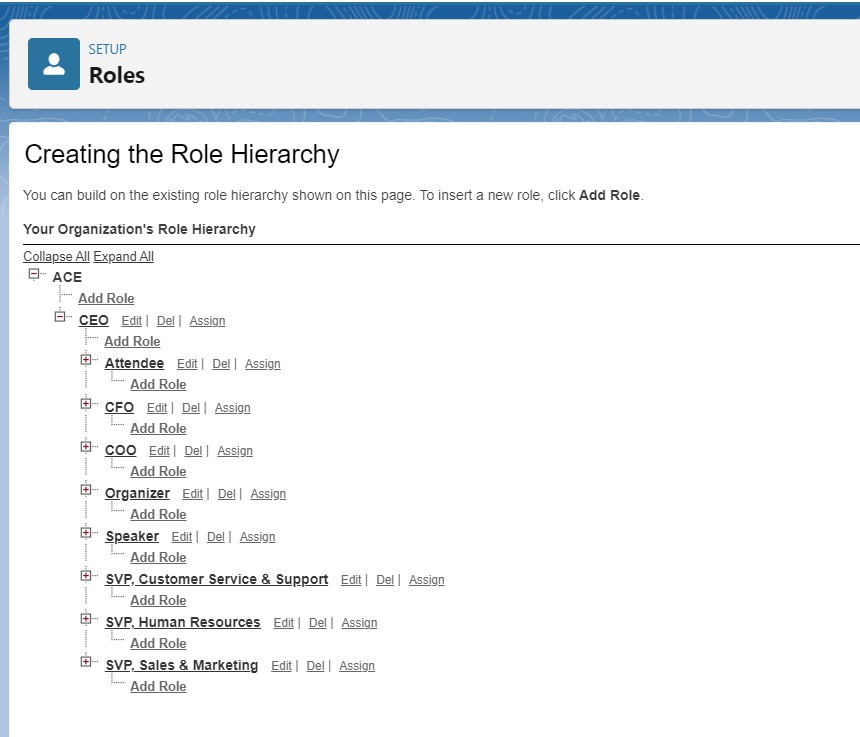 SETUP
Roles
Creating the Role Hierarchy
You can build on the existing role hierarchy shown on this page. To insert a new role, click Add Role.
Your Organization's Role Hierarchy
Collapse All Expand All
ACE
Add Role
CEO Edit | Del | Assign
Add Role
Attendee Edit | Del | Assign
Add Role
CFO Edit | Del | Assign
Add Role
COO Edit | Del | Assign
Add Role
Organizer Edit | Del | Assign
Add Role
Speaker Edit | Del | Assign
Add Role
SVP, Customer Service & Support Edit | Del | Assign
Add Role
SVP, Human Resources Edit | Del | Assign
Add Role
SVP, Sales & Marketing Edit | Del | Assign
Add Role